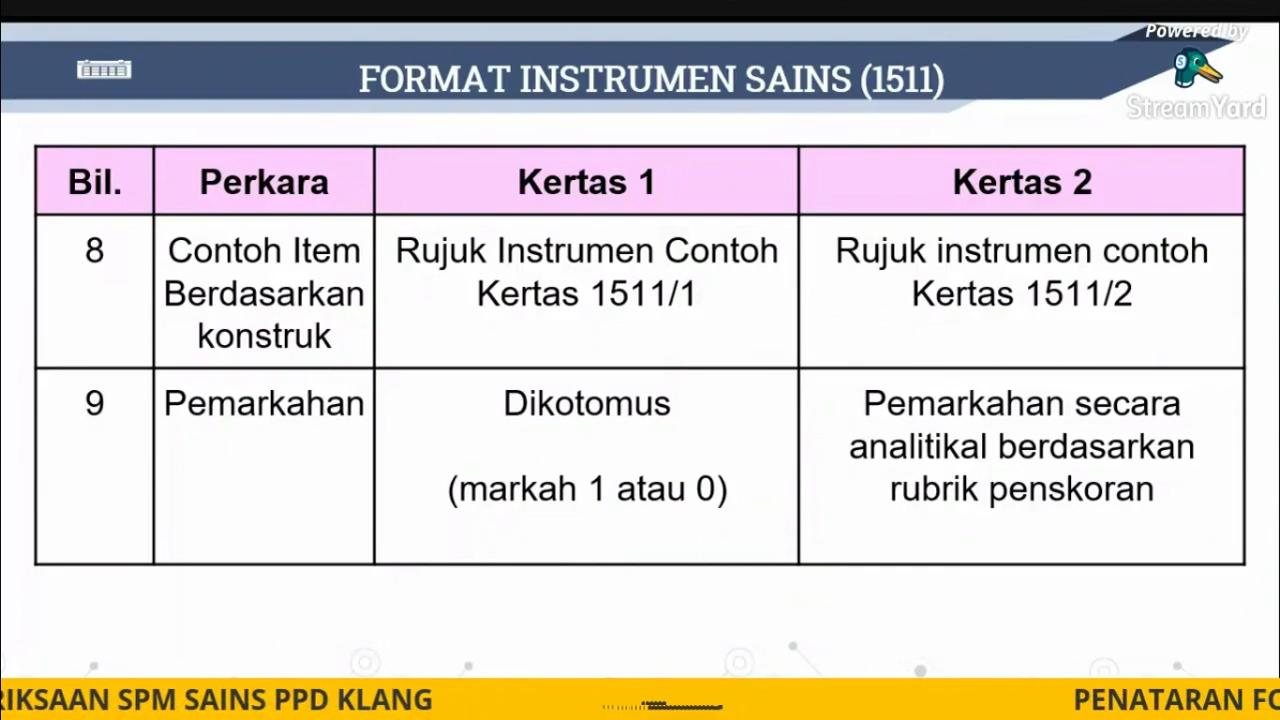 Powered by
StreamYard
FORMAT INSTRUMEN SAINS (1511)
Bil.
Perkara
Kertas 1
Kertas 2
8
Contoh Item
Berdasarkan
konstruk
Rujuk Instrumen Contoh
Kertas 1511/1
Rujuk instrumen contoh
Kertas 1511/2
9
Pemarkahan
Dikotomus
(markah 1 atau 0)
Pemarkahan secara
analitikal berdasarkan
rubrik penskoran
SPM SAINS PPD KLANG
PENATARAN